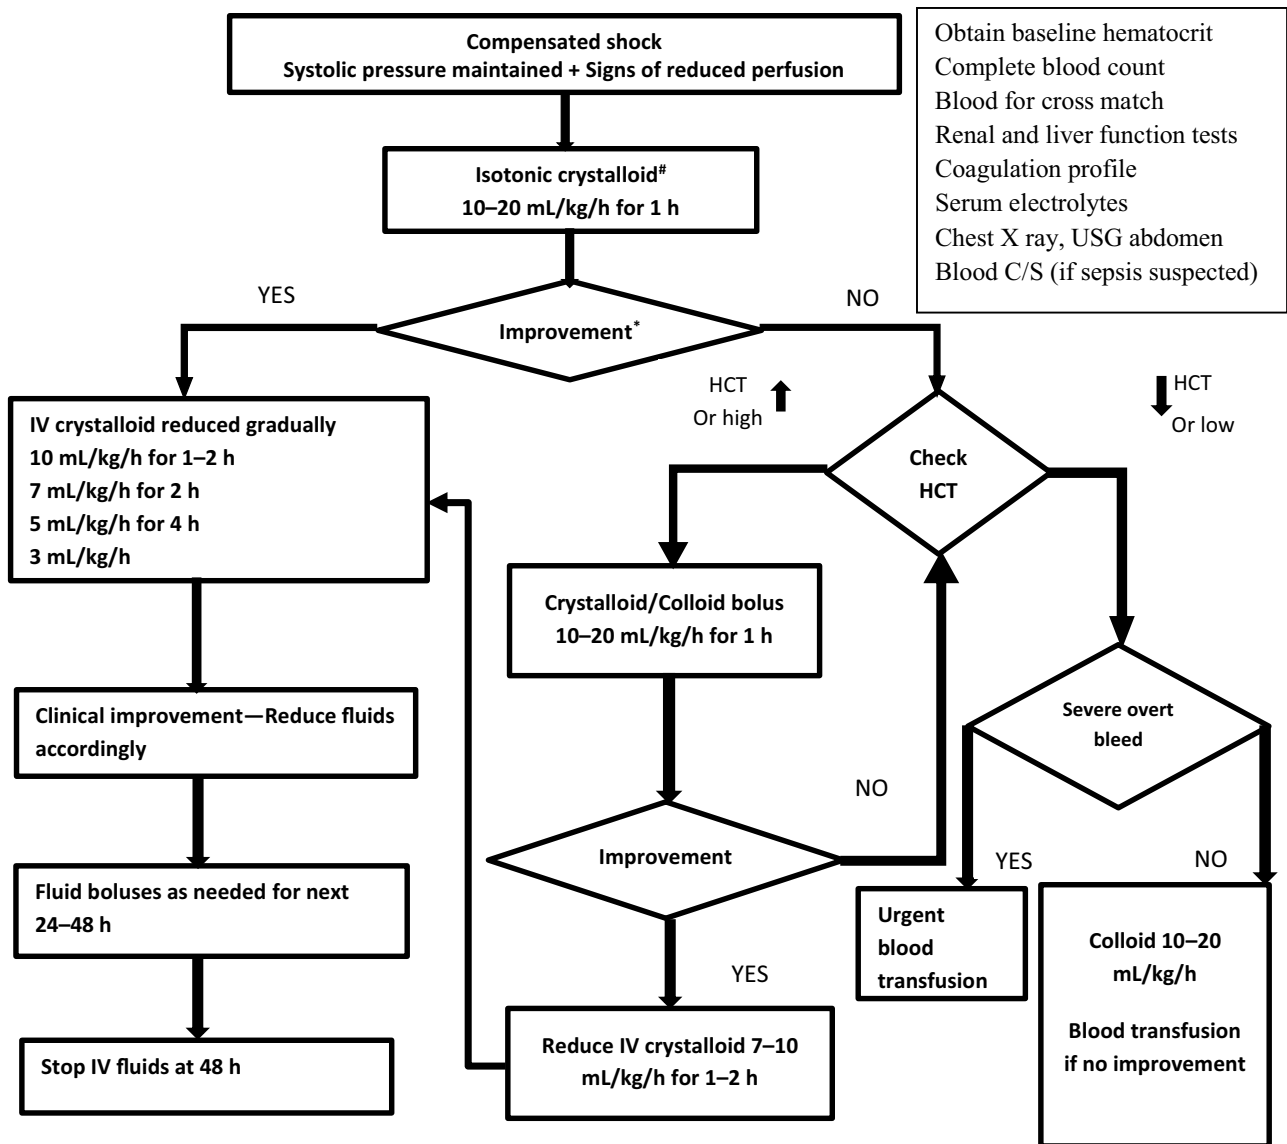 Compensated shock
Systolic pressure maintained + Signs of reduced perfusion
Obtain baseline hematocrit
Complete blood count
Blood for cross match
Renal and liver function tests
Coagulation profile
Serum electrolytes
Chest X ray, USG abdomen
Blood C/S (if sepsis suspected)
Isotonic crystalloid#
10–20 mL/kg/h for 1 h
YES
Improvement*
NO
HCT
Or high
HCT
Or low
IV crystalloid reduced gradually
10 mL/kg/h for 1–2 h
7 mL/kg/h for 2 h
5 mL/kg/h for 4 h
3 mL/kg/h
Check
HCT
Crystalloid/Colloid bolus
10–20 mL/kg/h for 1 h
Clinical improvement—Reduce fluids
accordingly
Severe overt
bleed
NO
Improvement
YES
NO
Fluid boluses as needed for next
24–48 h
Urgent
blood
transfusion
Colloid 10–20
mL/kg/h
Blood transfusion
if no improvement
YES
Reduce IV crystalloid 7–10
mL/kg/h for 1–2 h
Stop IV fluids at 48 h